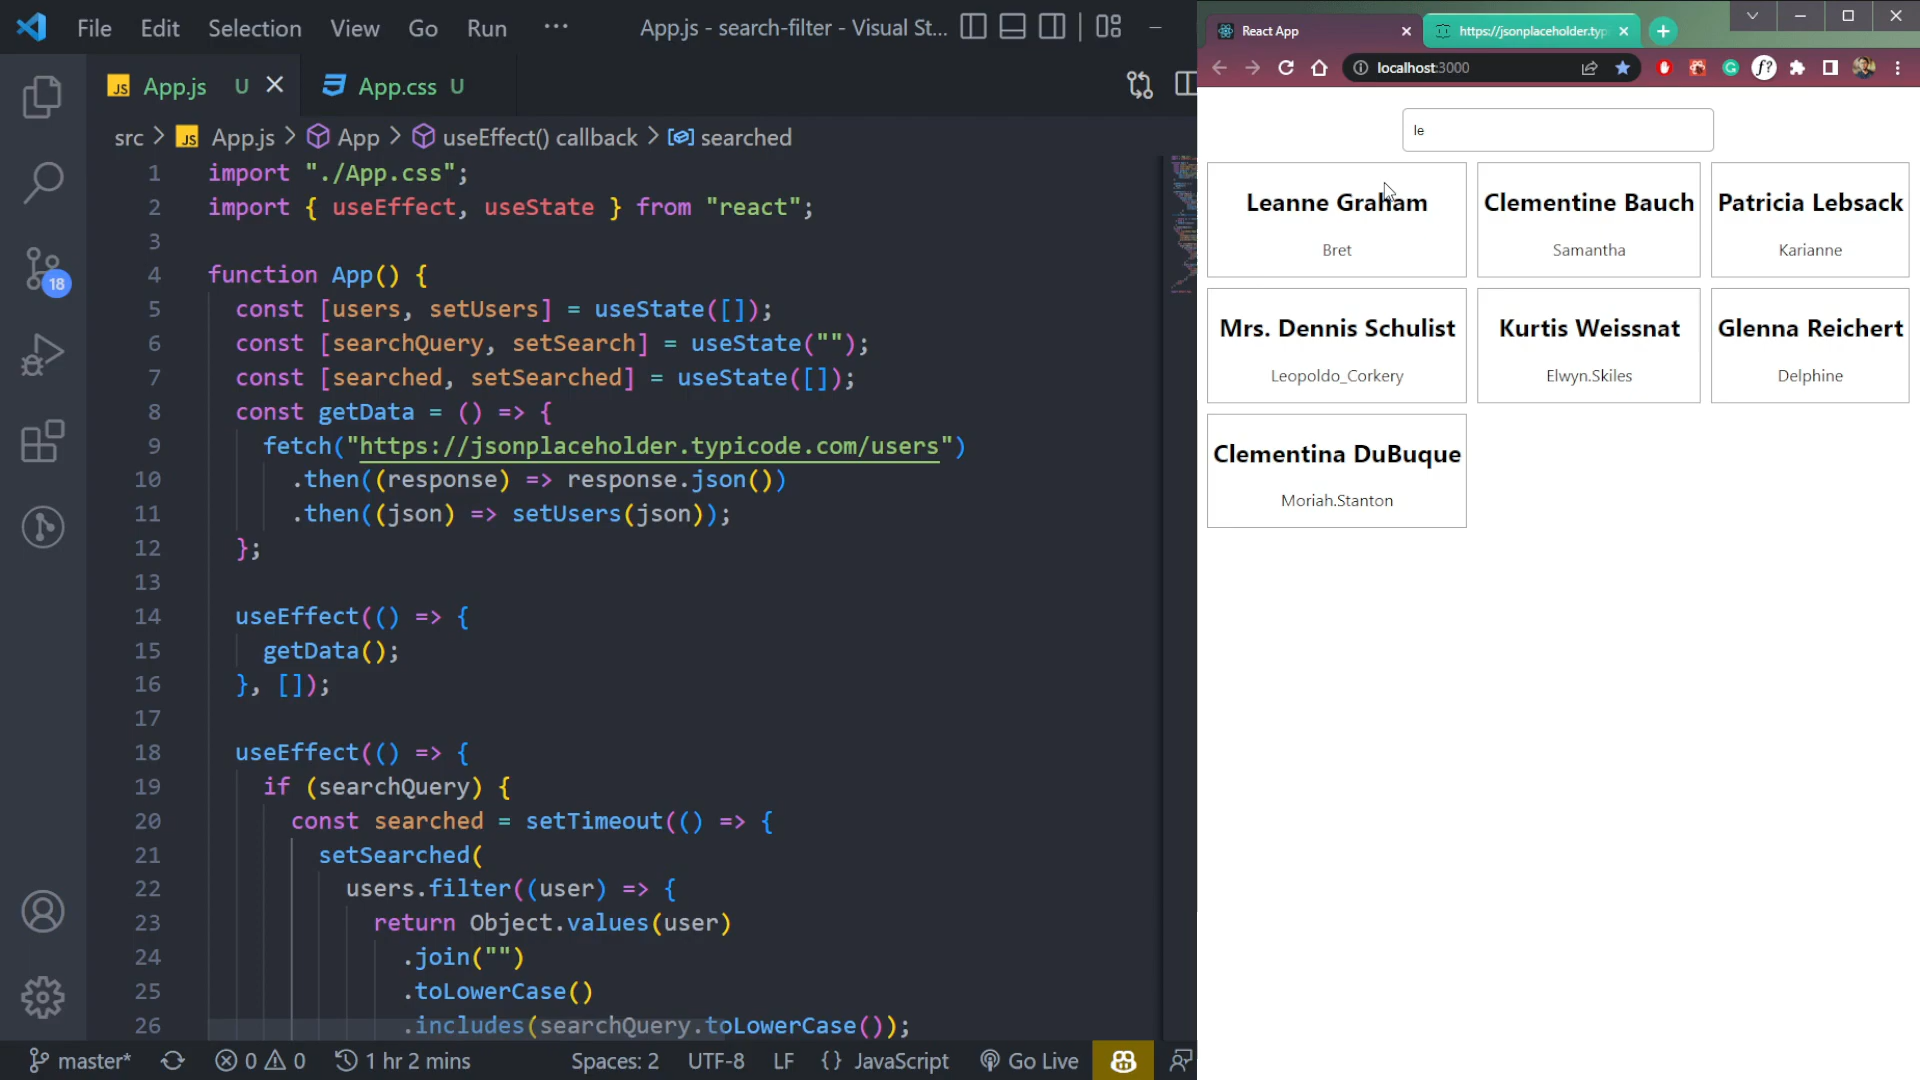 File Edit Selection View Go Run ··· App.js - search-filter - Visual St...
JS App.js U
App.css U
src > JS App.js > App > useEffect() callback > searched
1 import "./App.css";
2 import { useEffect, useState } from "react";
3
4 function App() {
5 const [users, setUsers] = useState([]);
6 const [searchQuery, setSearch] = useState("");
7 const [searched, setSearched] = useState([]);
8 const getData = () => {
9 fetch("https://jsonplaceholder.typicode.com/users")
10 .then((response) => response.json())
11 .then((json) => setUsers(json));
12 };
13
14 useEffect(() => {
15 getData();
16 }, []);
17
18 useEffect(() => {
19 if (searchQuery) {
20 const searched = setTimeout(() => {
21 setSearched(
22 users.filter((user) => {
23 return Object.values(user)
24 .join("")
25 .toLowerCase()
26 .includes(searchQuery.toLowerCase());
18
master* 0 0 1 hr 2 mins Spaces: 2 UTF-8 LF {} JavaScript Go Live
React App
https://jsonplaceholder.typ
localhost:3000
f?
le
Leanne Graham
Bret
Clementine Bauch
Samantha
Patricia Lebsack
Karianne
Mrs. Dennis Schulist
Leopoldo_Corkery
Kurtis Weissnat
Elwyn.Skiles
Glenna Reichert
Delphine
Clementina DuBuque
Moriah.Stanton